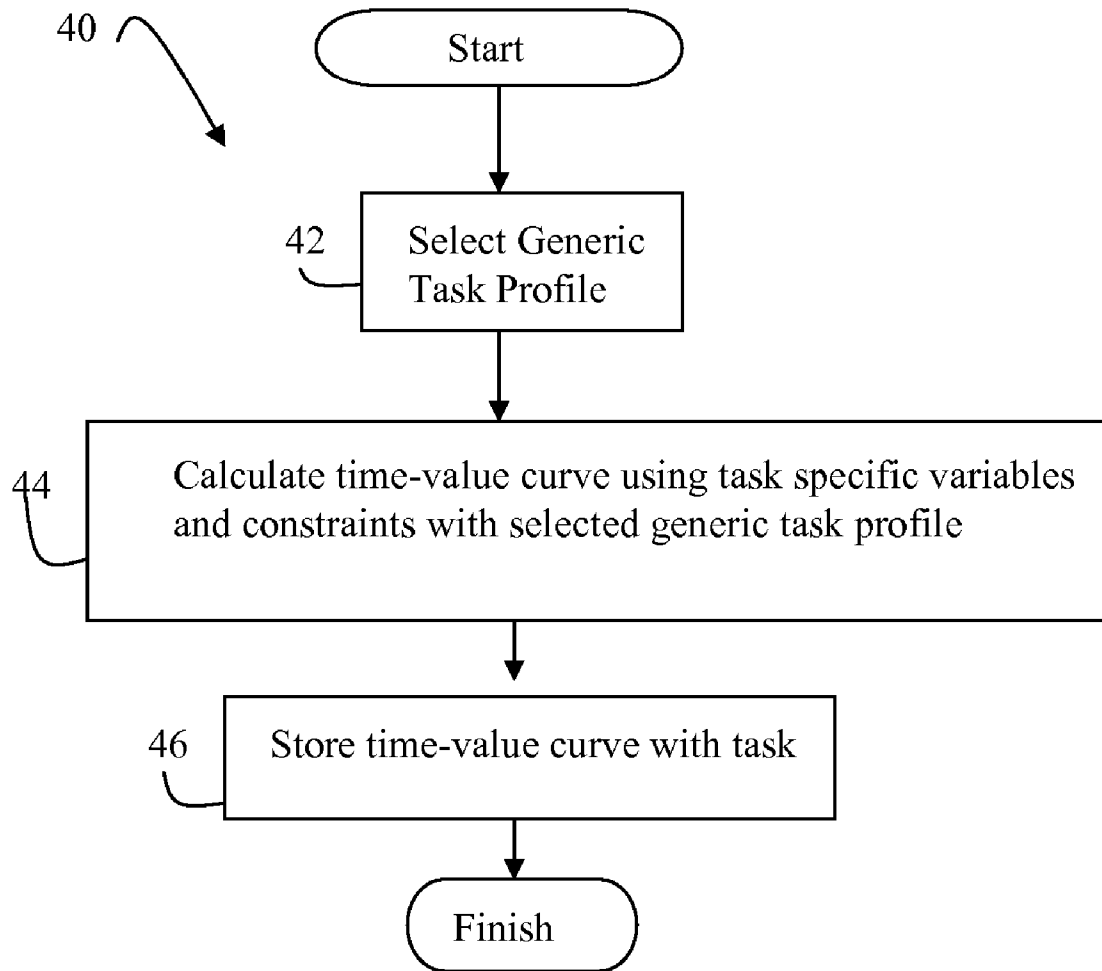 40
Start
42
Select Generic
Task Profile
44
Calculate time-value curve using task specific variables
and constraints with selected generic task profile
46
Store time-value curve with task
Finish